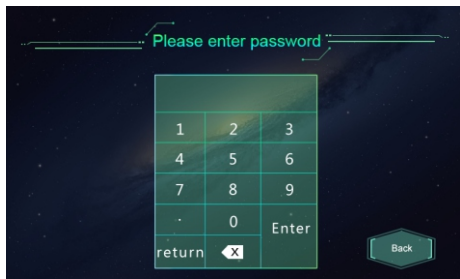 Please enter password
1 2 3
4 5 6
7 8 9
. 0 Enter
return X
Back